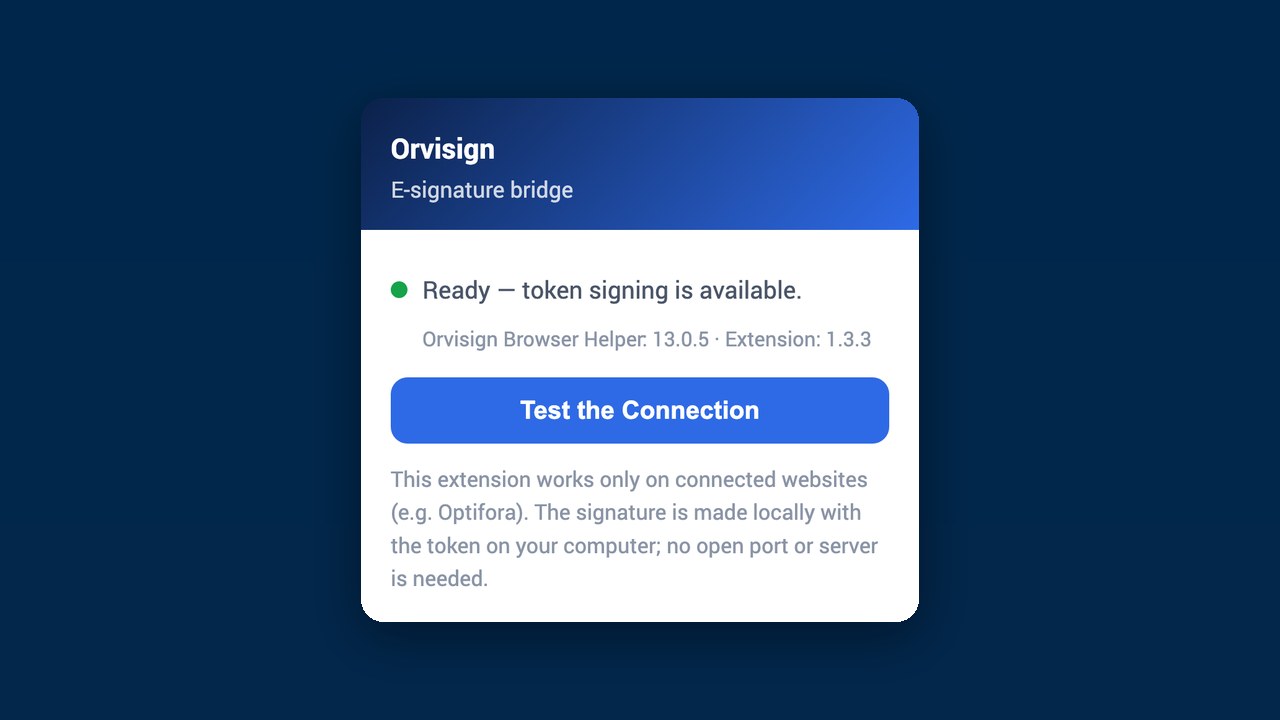 Orvisign
E-signature bridge
Ready — token signing is available.
Orvisign Browser Helper: 13.0.5 · Extension: 1.3.3
Test the Connection
This extension works only on connected websites
(e.g. Optifora). The signature is made locally with
the token on your computer; no open port or server
is needed.